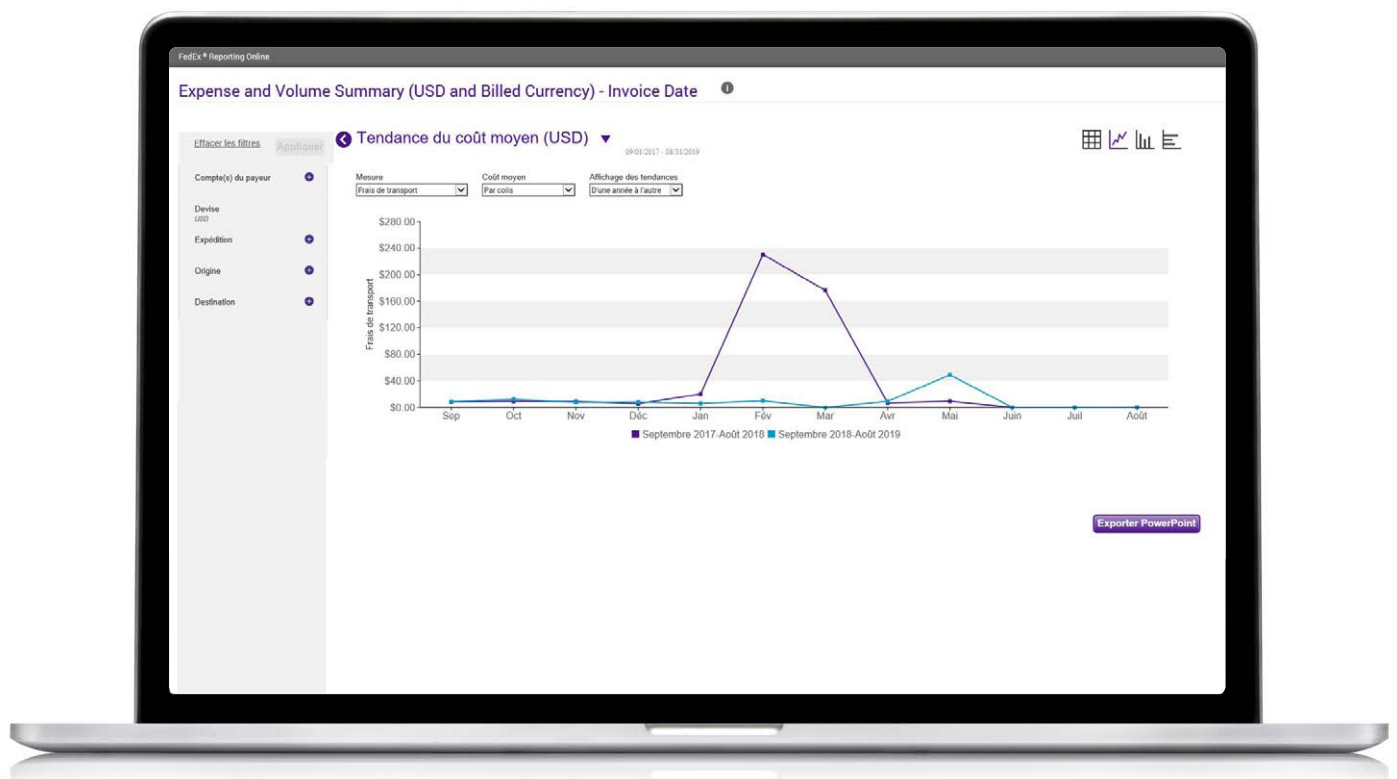 FedEx ® Reporting Online
Expense and Volume Summary (USD and Billed Currency) - Invoice Date
Effacer les filtres
Appliquer
Tendance du coût moyen (USD)
09/01/2017 - 08/31/2019
Compte(s) du payeur
Devise
USD
Expédition
Origine
Destination
Mesure
Frais de transport
Coût moyen
Par colis
Affichage des tendances
D'une année à l'autre
Frais de transport
$280.00
$240.00
$200.00
$160.00
$120.00
$80.00
$40.00
$0.00
Sep Oct Nov Déc Jan Fév Mar Avr Mai Juin Juil Août
Septembre 2017-Août 2018 Septembre 2018-Août 2019
Exporter PowerPoint